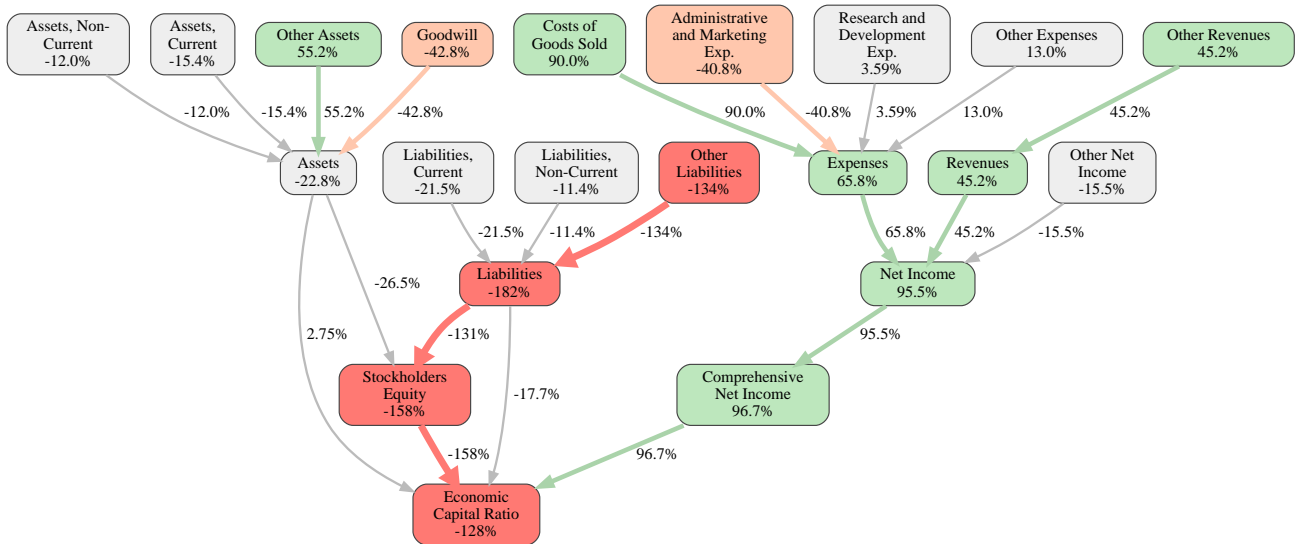 Assets, Non-
Current
-12.0%
Assets,
Current
-15.4%
Other Assets
55.2%
Goodwill
-42.8%
Costs of
Goods Sold
90.0%
Administrative
and Marketing
Exp.
-40.8%
Research and
Development
Exp.
3.59%
Other Expenses
13.0%
Other Revenues
45.2%
-12.0%
-15.4%
55.2%
-42.8%
90.0%
-40.8%
3.59%
13.0%
45.2%
Assets
-22.8%
Liabilities,
Current
-21.5%
Liabilities,
Non-Current
-11.4%
Other
Liabilities
-134%
Expenses
65.8%
Revenues
45.2%
Other Net
Income
-15.5%
-21.5%
-11.4%
-134%
65.8%
45.2%
-15.5%
Liabilities
-182%
Net Income
95.5%
-26.5%
2.75%
-131%
95.5%
Stockholders
Equity
-158%
-17.7%
Comprehensive
Net Income
96.7%
-158%
96.7%
Economic
Capital Ratio
-128%